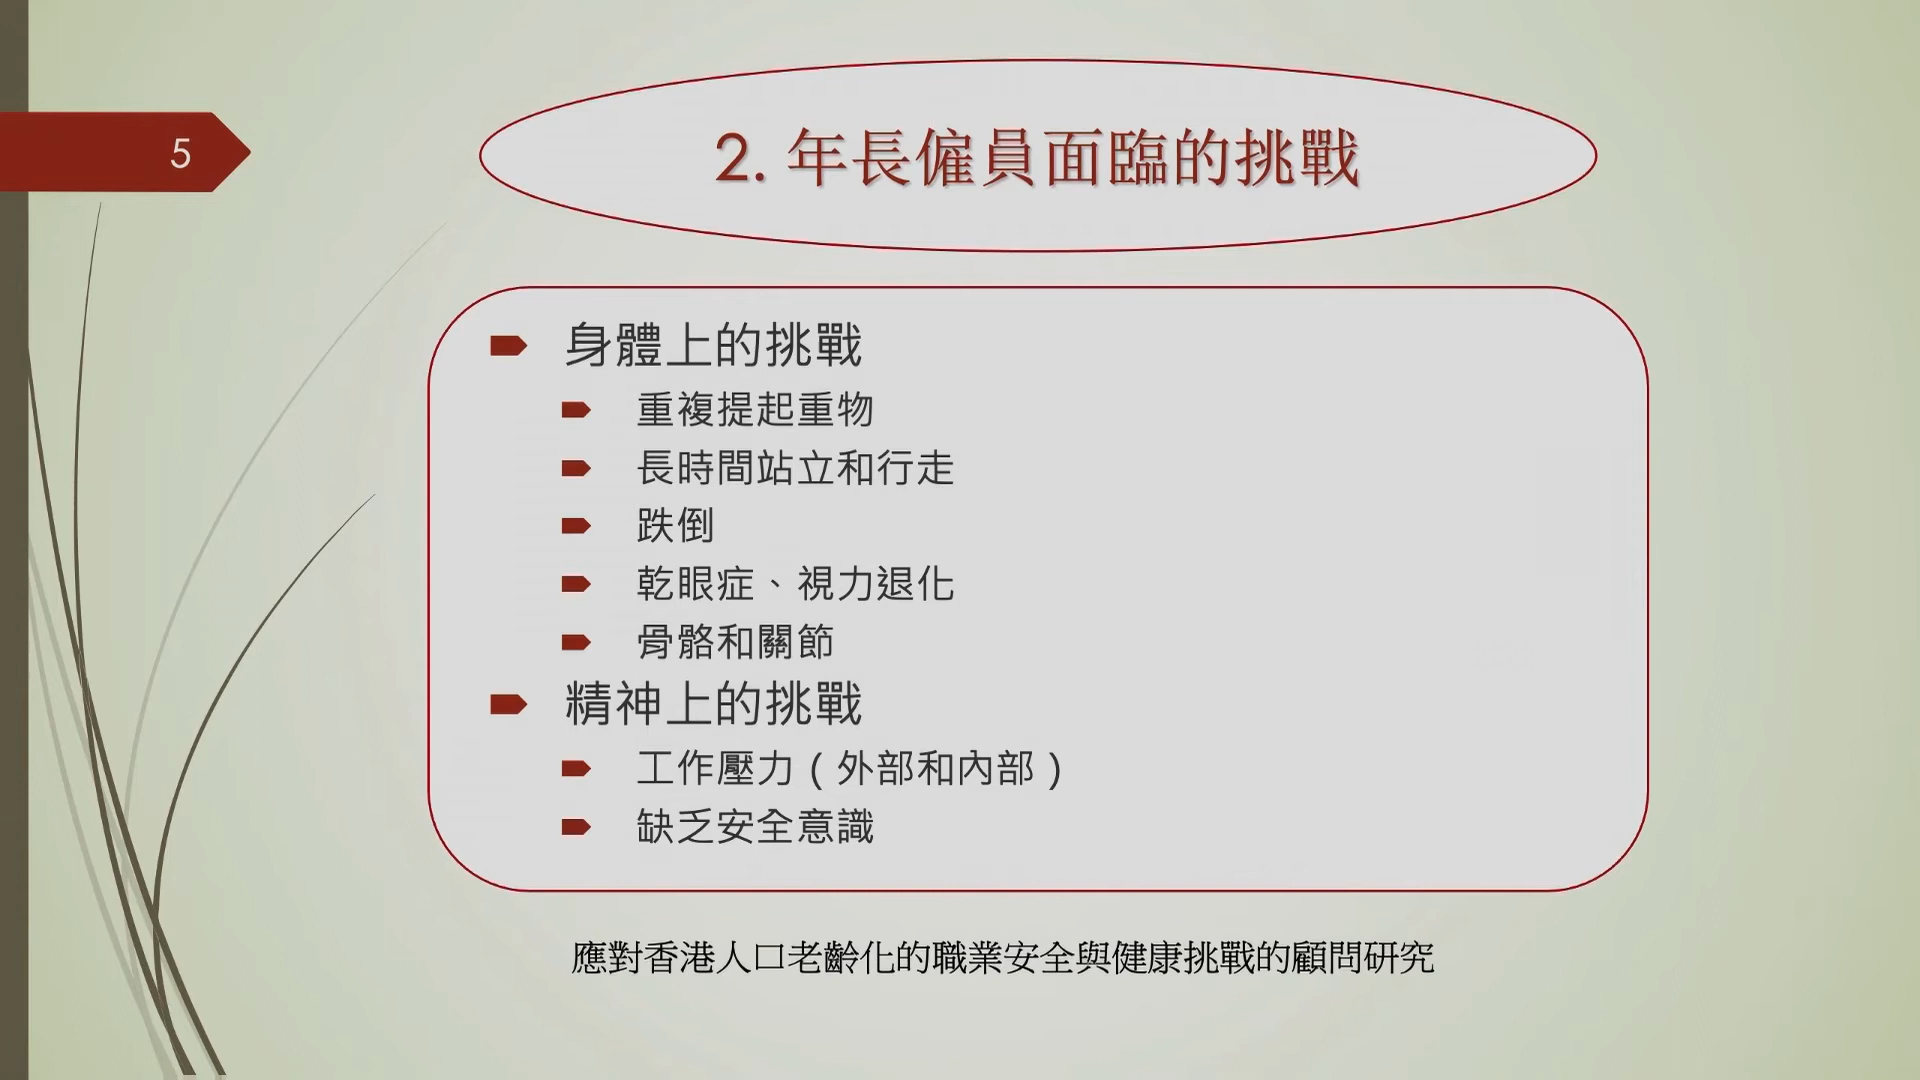 5
2. 年長僱員面臨的挑戰
身體上的挑戰
重複提起重物
長時間站立和行走
跌倒
乾眼症、視力退化
骨骼和關節
精神上的挑戰
工作壓力(外部和內部)
缺乏安全意識
應對香港人口老齡化的職業安全與健康挑戰的顧問研究